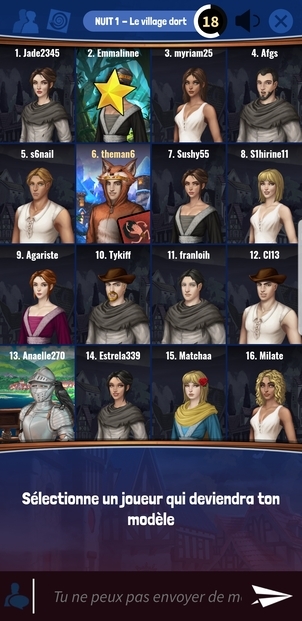 NUIT 1 – Le village dort 18
1. Jade2345 2. Emmalinne 3. myriam25 4. Afgs
5. s6nail 6. theman6 7. Sushy55 8. S1hirine11
9. Agariste 10. Tykiff 11. franloih 12. Cl13
13. Anaelle270 14. Estrela339 15. Matchaa 16. Milate
Sélectionne un joueur qui deviendra ton
modèle
Tu ne peux pas envoyer de m